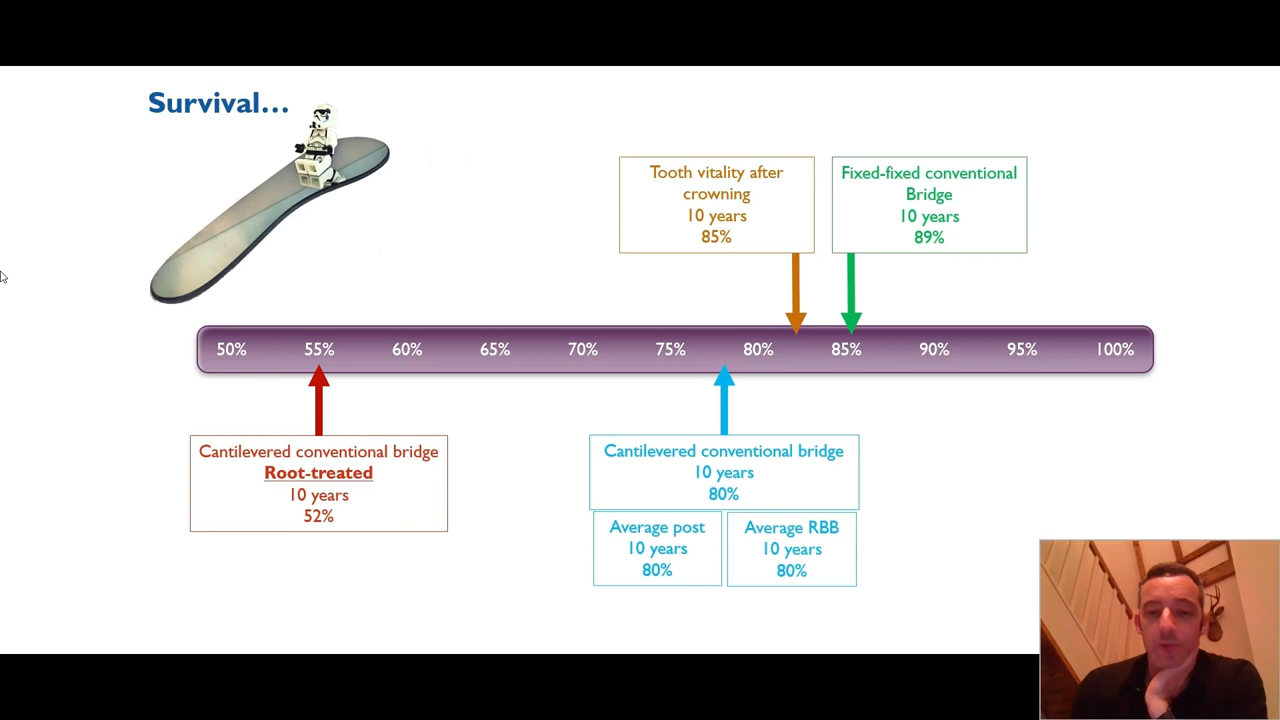 Survival...
Tooth vitality after
crowning
10 years
85%
Fixed-fixed conventional
Bridge
10 years
89%
50% 55% 60% 65% 70% 75% 80% 85% 90% 95% 100%
Cantilevered conventional bridge
Root-treated
10 years
52%
Cantilevered conventional bridge
10 years
80%
Average post
10 years
80%
Average RBB
10 years
80%